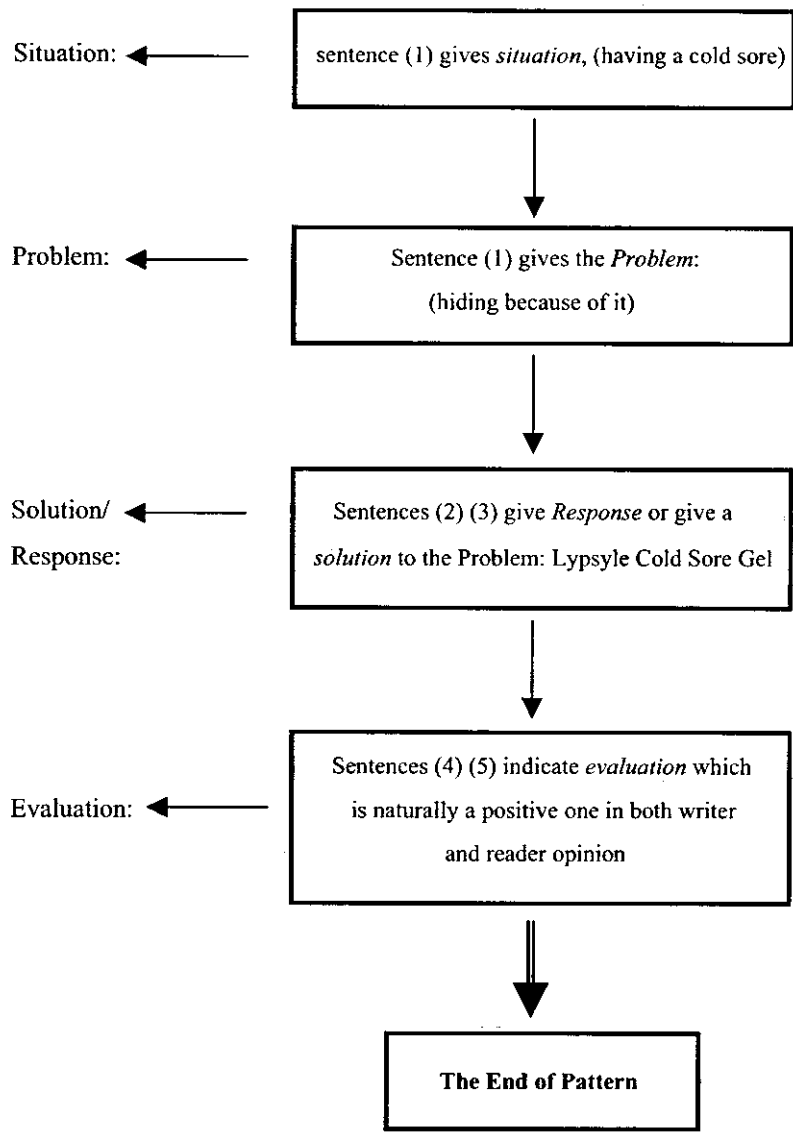 Situation:
sentence (1) gives situation, (having a cold sore)
Problem:
Sentence (1) gives the Problem:
(hiding because of it)
Solution/
Response:
Sentences (2) (3) give Response or give a
solution to the Problem: Lypsyle Cold Sore Gel
Evaluation:
Sentences (4) (5) indicate evaluation which
is naturally a positive one in both writer
and reader opinion
The End of Pattern